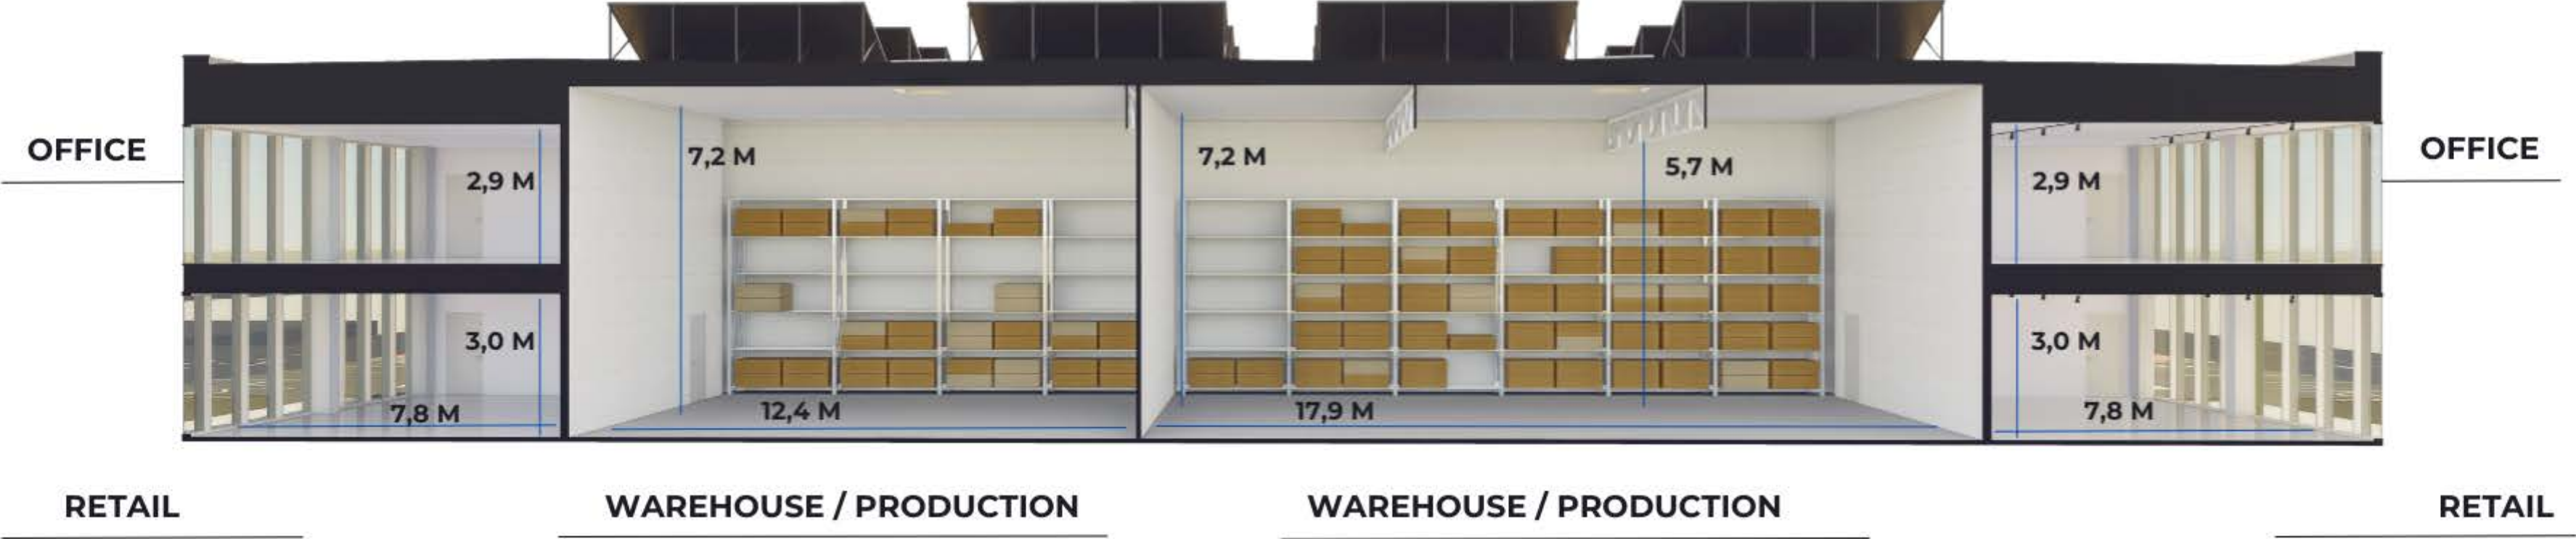 OFFICE
2,9 M
7,2 M
7,2 M
5,7 M
2,9 M
OFFICE
3,0 M
3,0 M
7,8 M
12,4 M
17,9 M
7,8 M
RETAIL
WAREHOUSE / PRODUCTION
WAREHOUSE / PRODUCTION
RETAIL